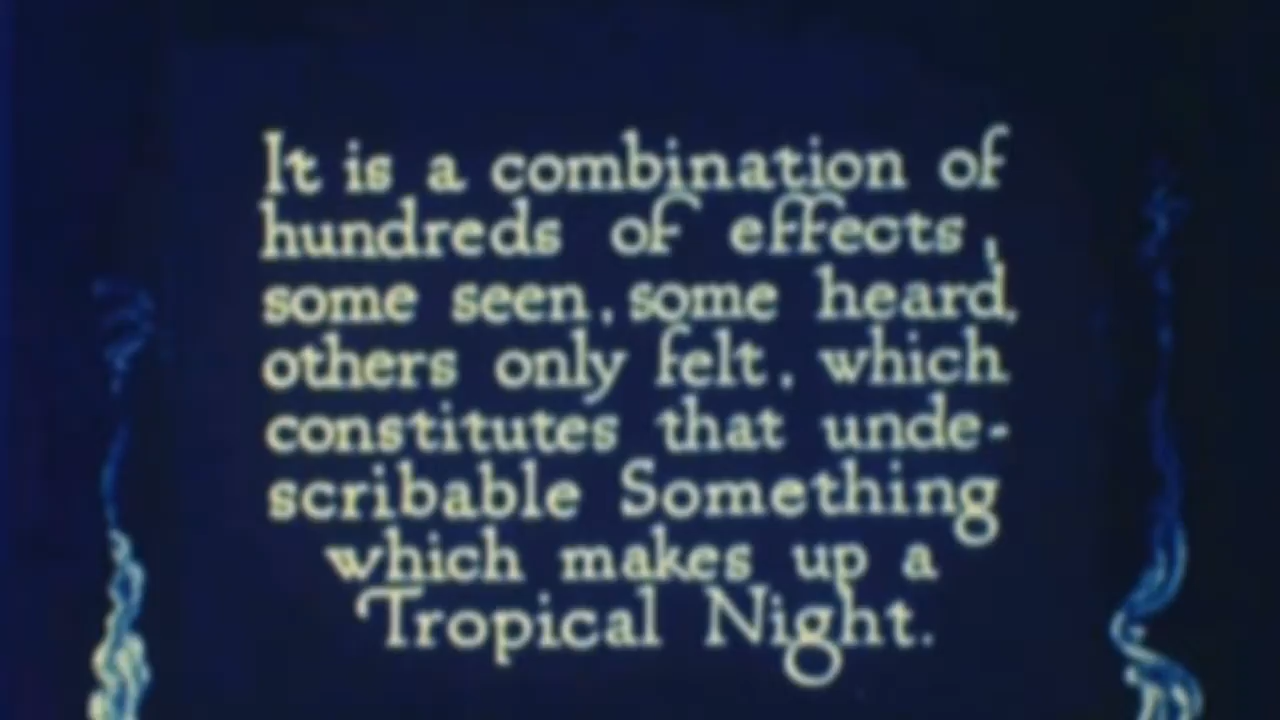 It is a combination of
hundreds of effects,
some seen, some heard,
others only felt, which
constitutes that unde-
scribable Something
which makes up a
Tropical Night.